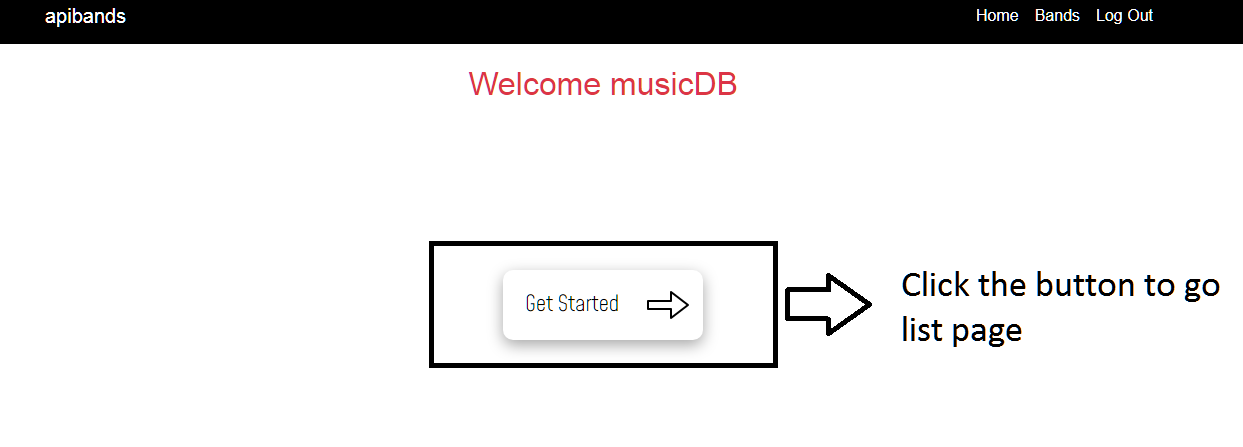 apibands
Home Bands Log Out
Welcome musicDB
Get Started
Click the button to go
list page